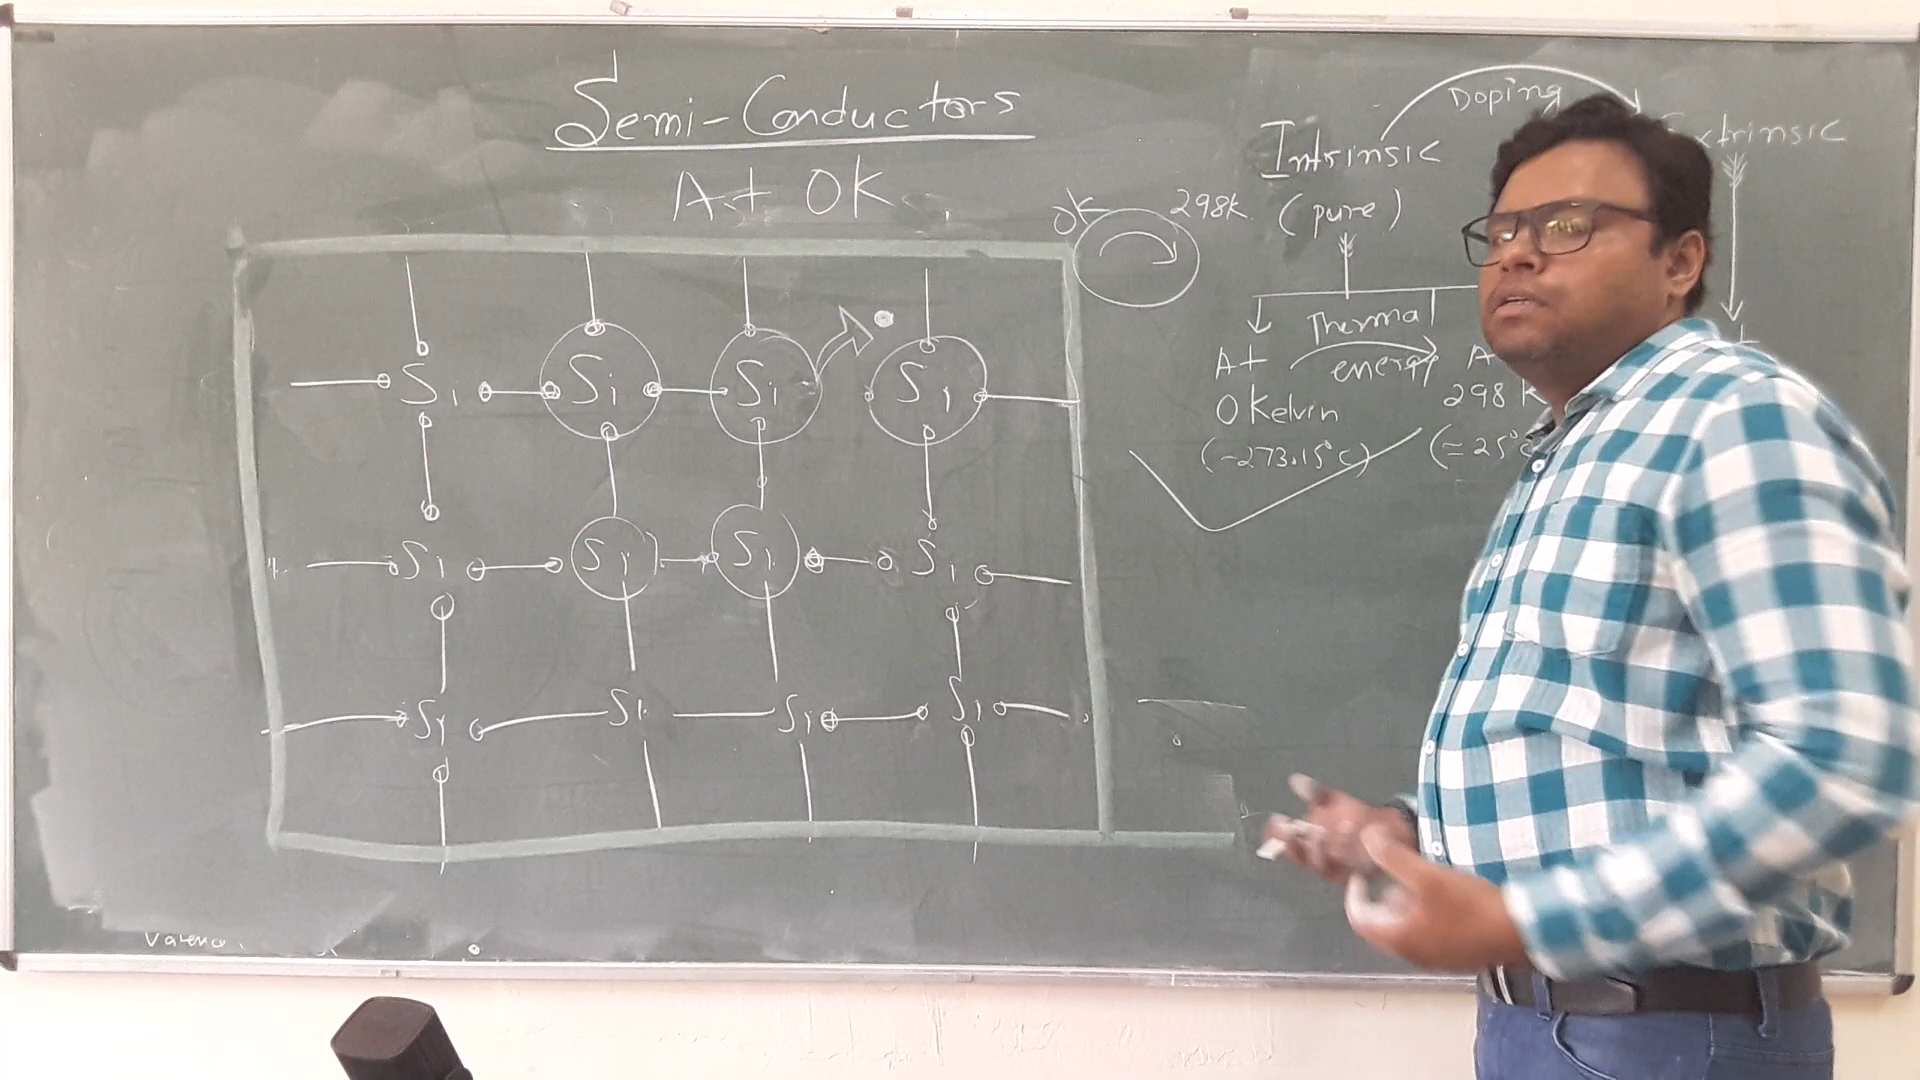 Semi-Conductors
At 0K
Doping
Intrinsic
(pure)
0K
298K.
Thermal
energy
At
0 Kelvin
(-273.15°C)
298 K
(= 25°C
Si Si Si Si
Si Si Si Si
Si Si Si Si